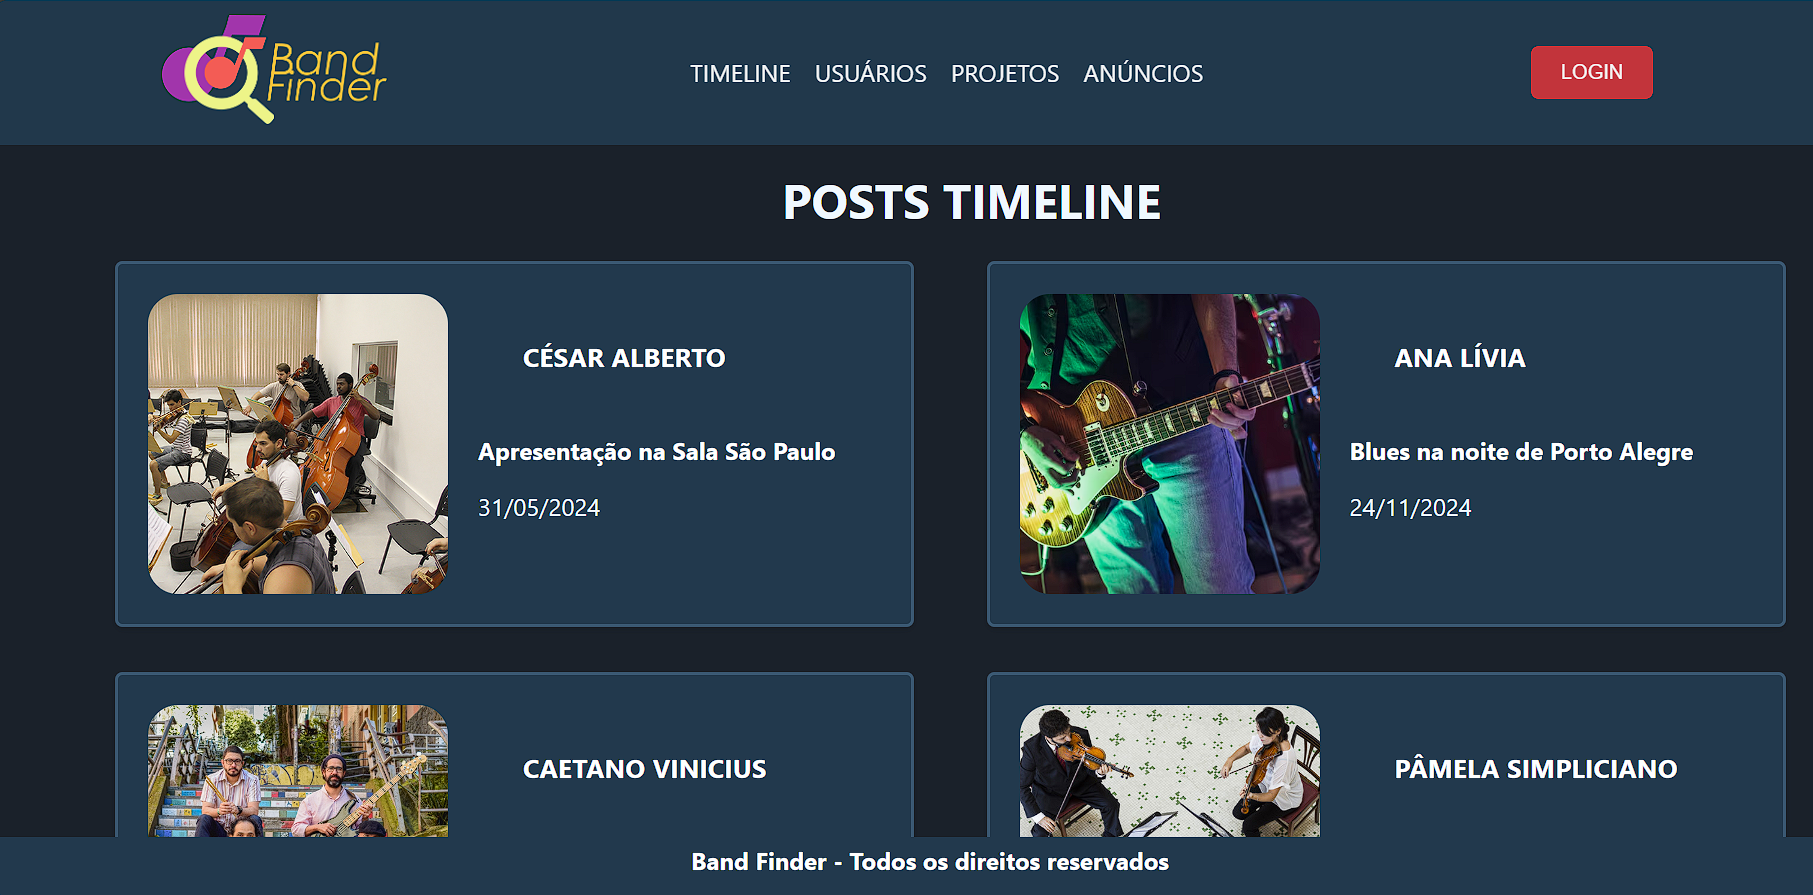 Band
Finder
TIMELINE USUÁRIOS PROJETOS ANÚNCIOS
LOGIN
POSTS TIMELINE
CÉSAR ALBERTO
Apresentação na Sala São Paulo
31/05/2024
ANA LÍVIA
Blues na noite de Porto Alegre
24/11/2024
CAETANO VINICIUS
PÂMELA SIMPLICIANO
Band Finder - Todos os direitos reservados